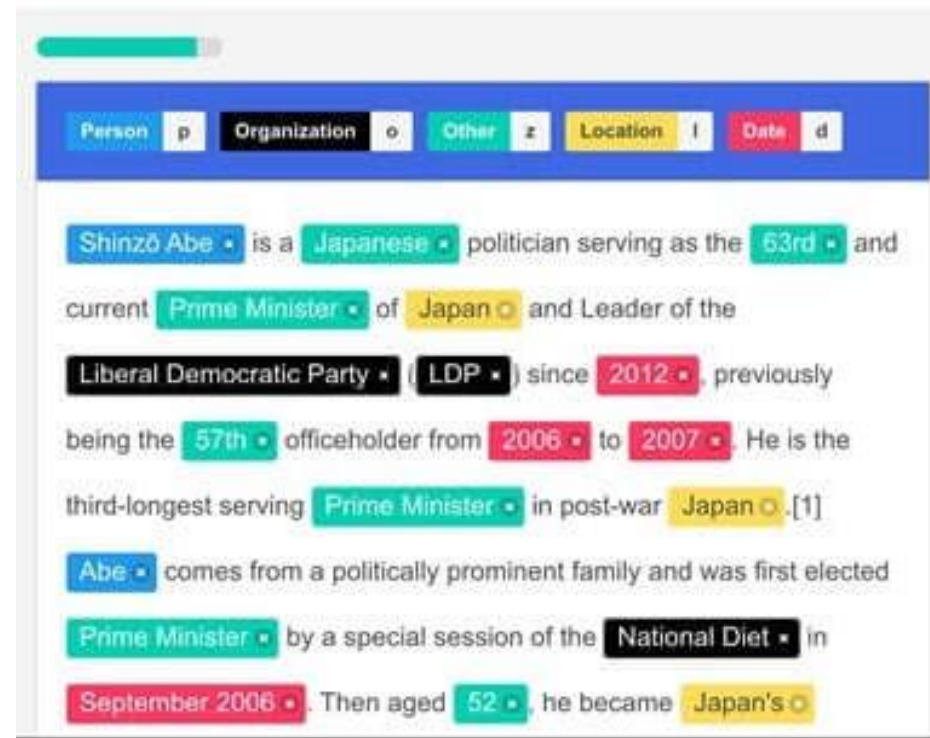 Person p Organization o Other z Location l Date d
Shinzō Abe is a Japanese politician serving as the 63rd and
current Prime Minister of Japan and Leader of the
Liberal Democratic Party (LDP) since 2012, previously
being the 57th officeholder from 2006 to 2007. He is the
third-longest serving Prime Minister in post-war Japan.[1]
Abe comes from a politically prominent family and was first elected
Prime Minister by a special session of the National Diet in
September 2006. Then aged 52, he became Japan's